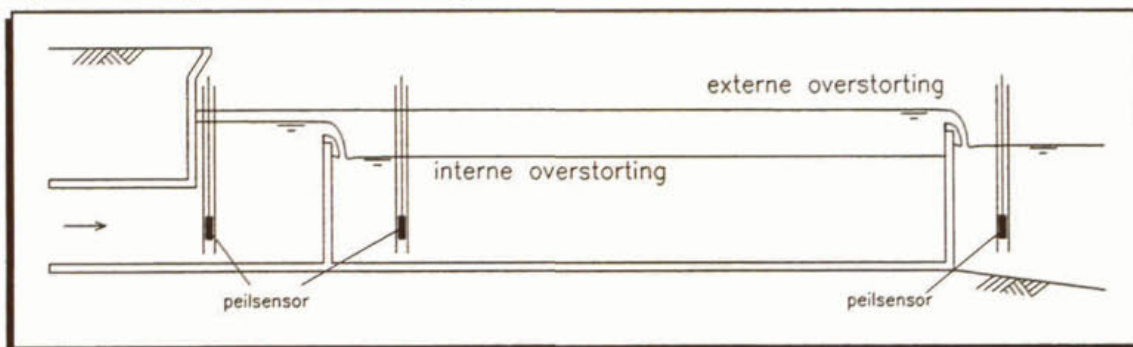 externe overstorting
interne overstorting
peilsensor
peilsensor